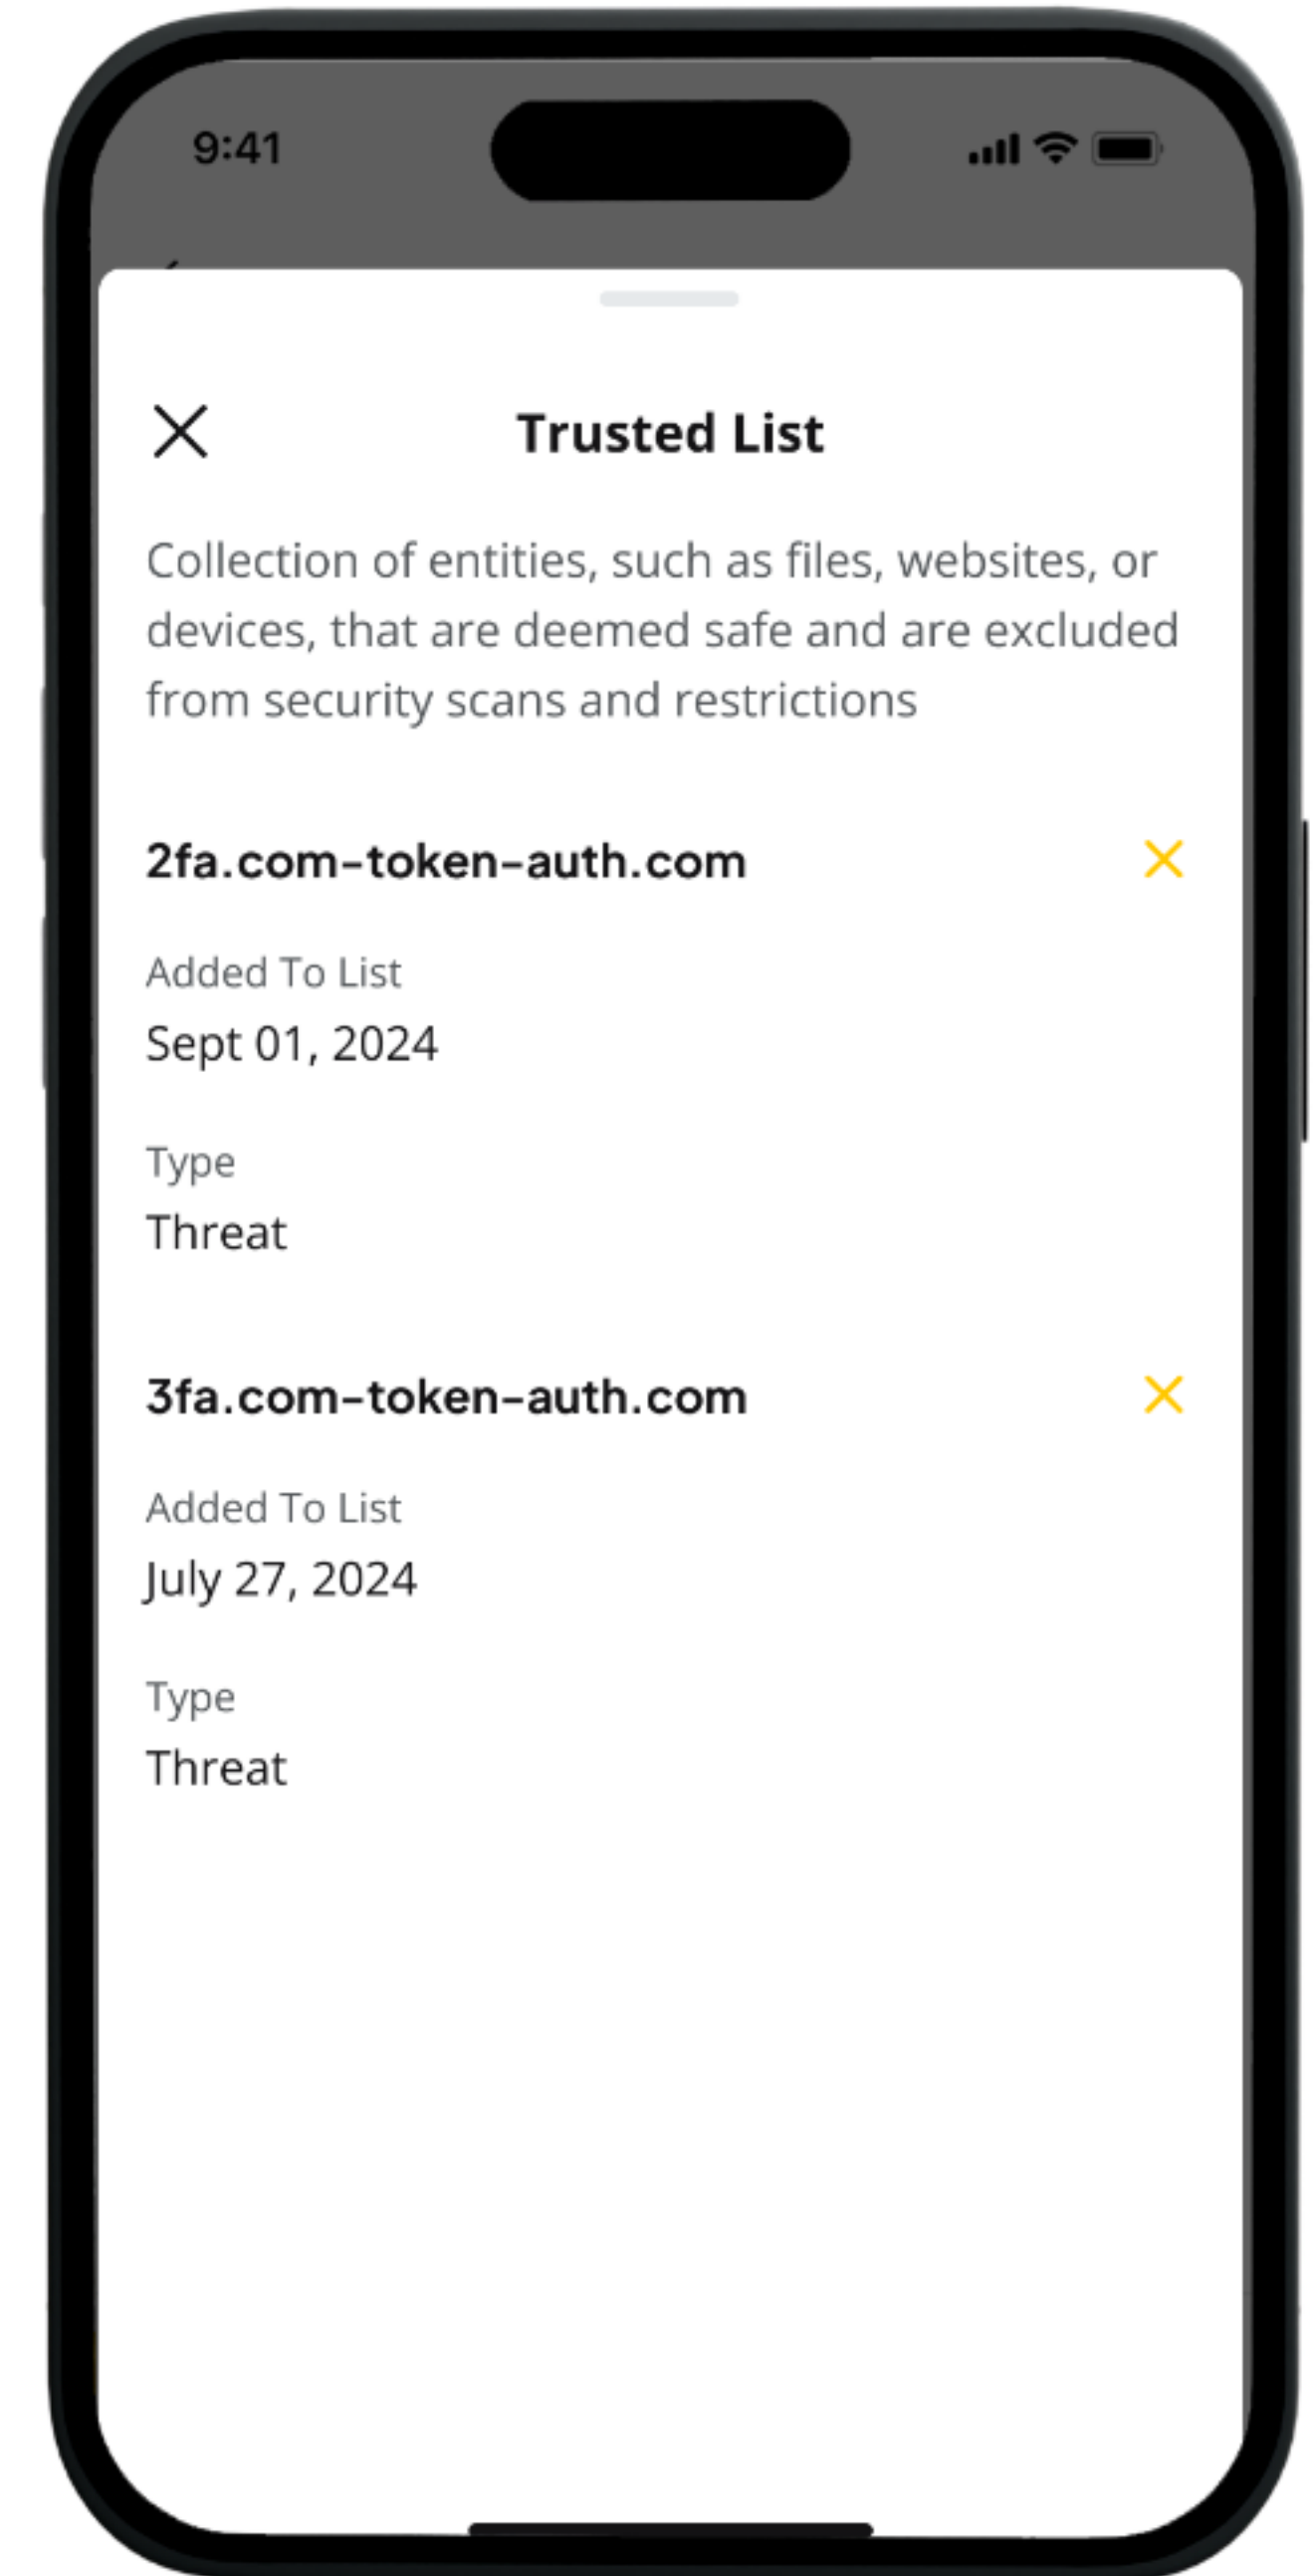 9:41
Trusted List
Collection of entities, such as files, websites, or
devices, that are deemed safe and are excluded
from security scans and restrictions
2fa.com-token-auth.com
Added To List
Sept 01, 2024
Type
Threat
3fa.com-token-auth.com
Added To List
July 27, 2024
Type
Threat